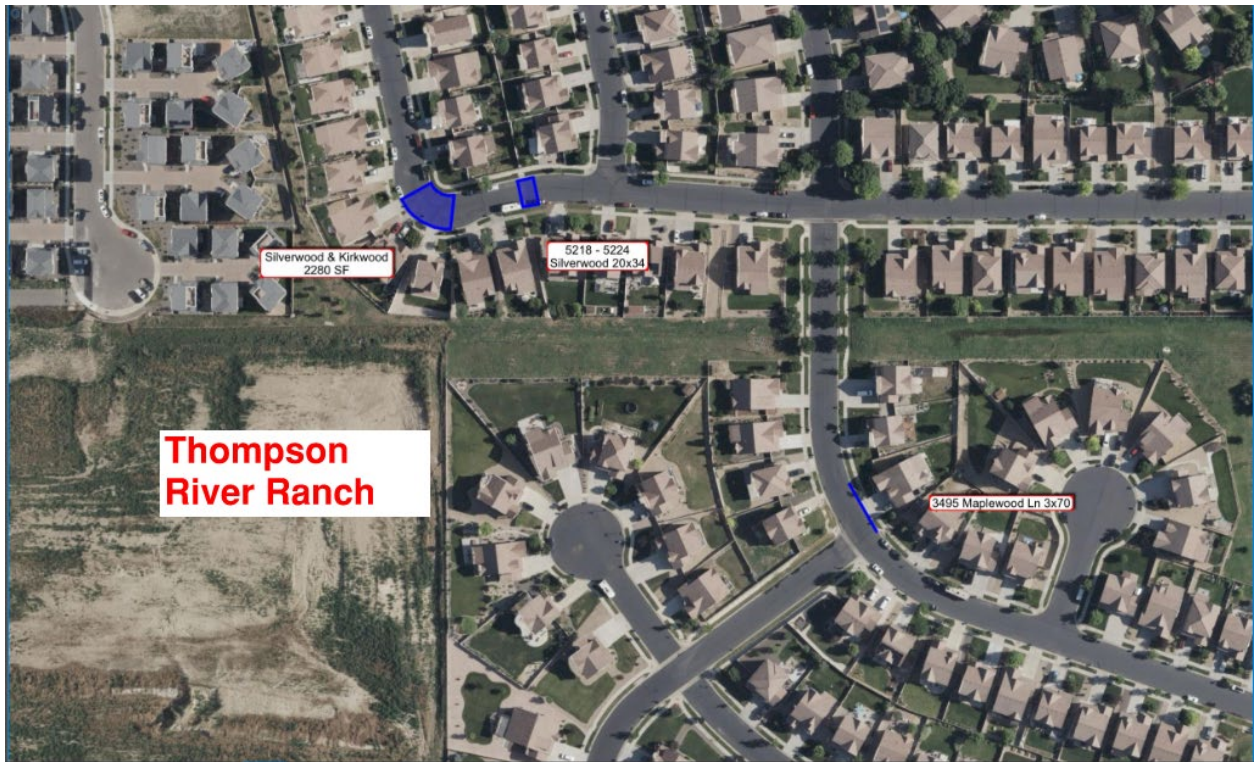 Silverwood & Kirkwood
2280 SF
5218 - 5224
Silverwood 20x34
Thompson
River Ranch
3495 Maplewood Ln 3x70